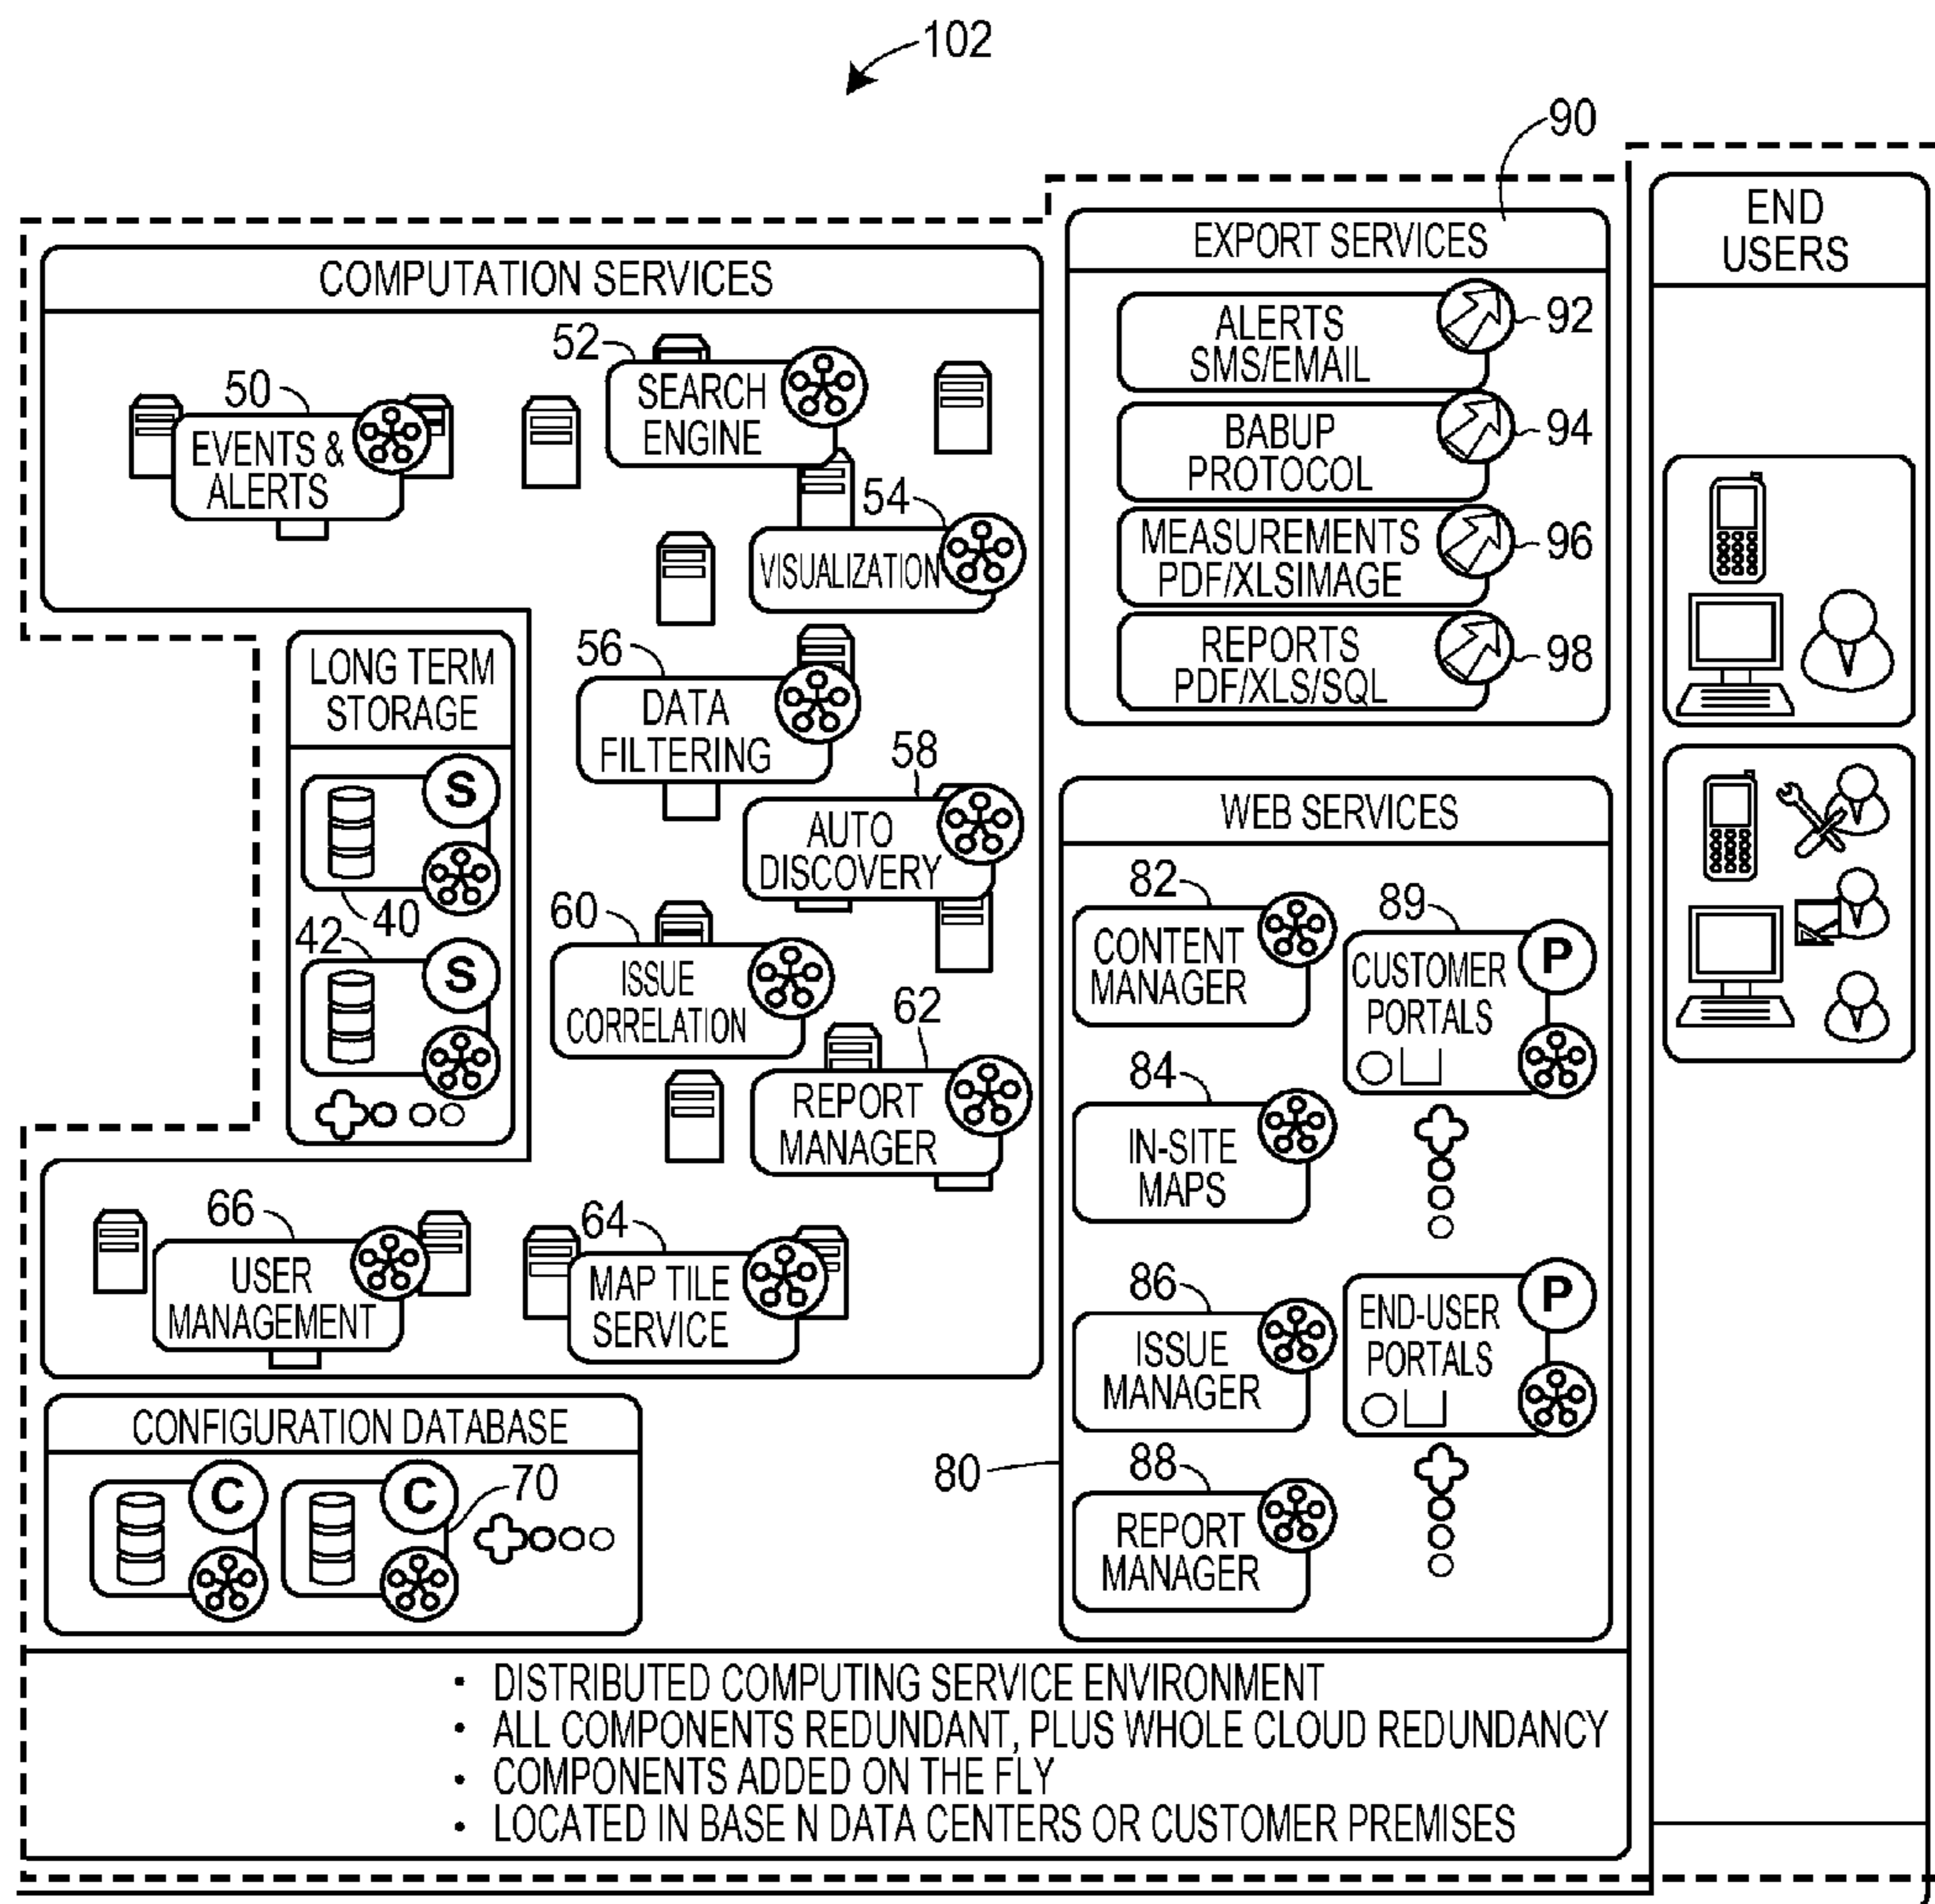 102
90
COMPUTATION SERVICES
50
EVENTS &
ALERTS
52
SEARCH
ENGINE
54
VISUALIZATION
56
DATA
FILTERING
58
AUTO
DISCOVERY
60
ISSUE
CORRELATION
62
REPORT
MANAGER
66
USER
MANAGEMENT
64
MAP TILE
SERVICE
LONG TERM
STORAGE
S
40
42
S
CONFIGURATION DATABASE
C
C
70
EXPORT SERVICES
ALERTS
SMS/EMAIL
92
BABUP
PROTOCOL
94
MEASUREMENTS
PDF/XLSIMAGE
96
REPORTS
PDF/XLS/SQL
98
WEB SERVICES
82
CONTENT
MANAGER
89
CUSTOMER
PORTALS
P
84
IN-SITE
MAPS
86
ISSUE
MANAGER
END-USER
PORTALS
P
80
88
REPORT
MANAGER
END
USERS
• DISTRIBUTED COMPUTING SERVICE ENVIRONMENT
• ALL COMPONENTS REDUNDANT, PLUS WHOLE CLOUD REDUNDANCY
• COMPONENTS ADDED ON THE FLY
• LOCATED IN BASE N DATA CENTERS OR CUSTOMER PREMISES